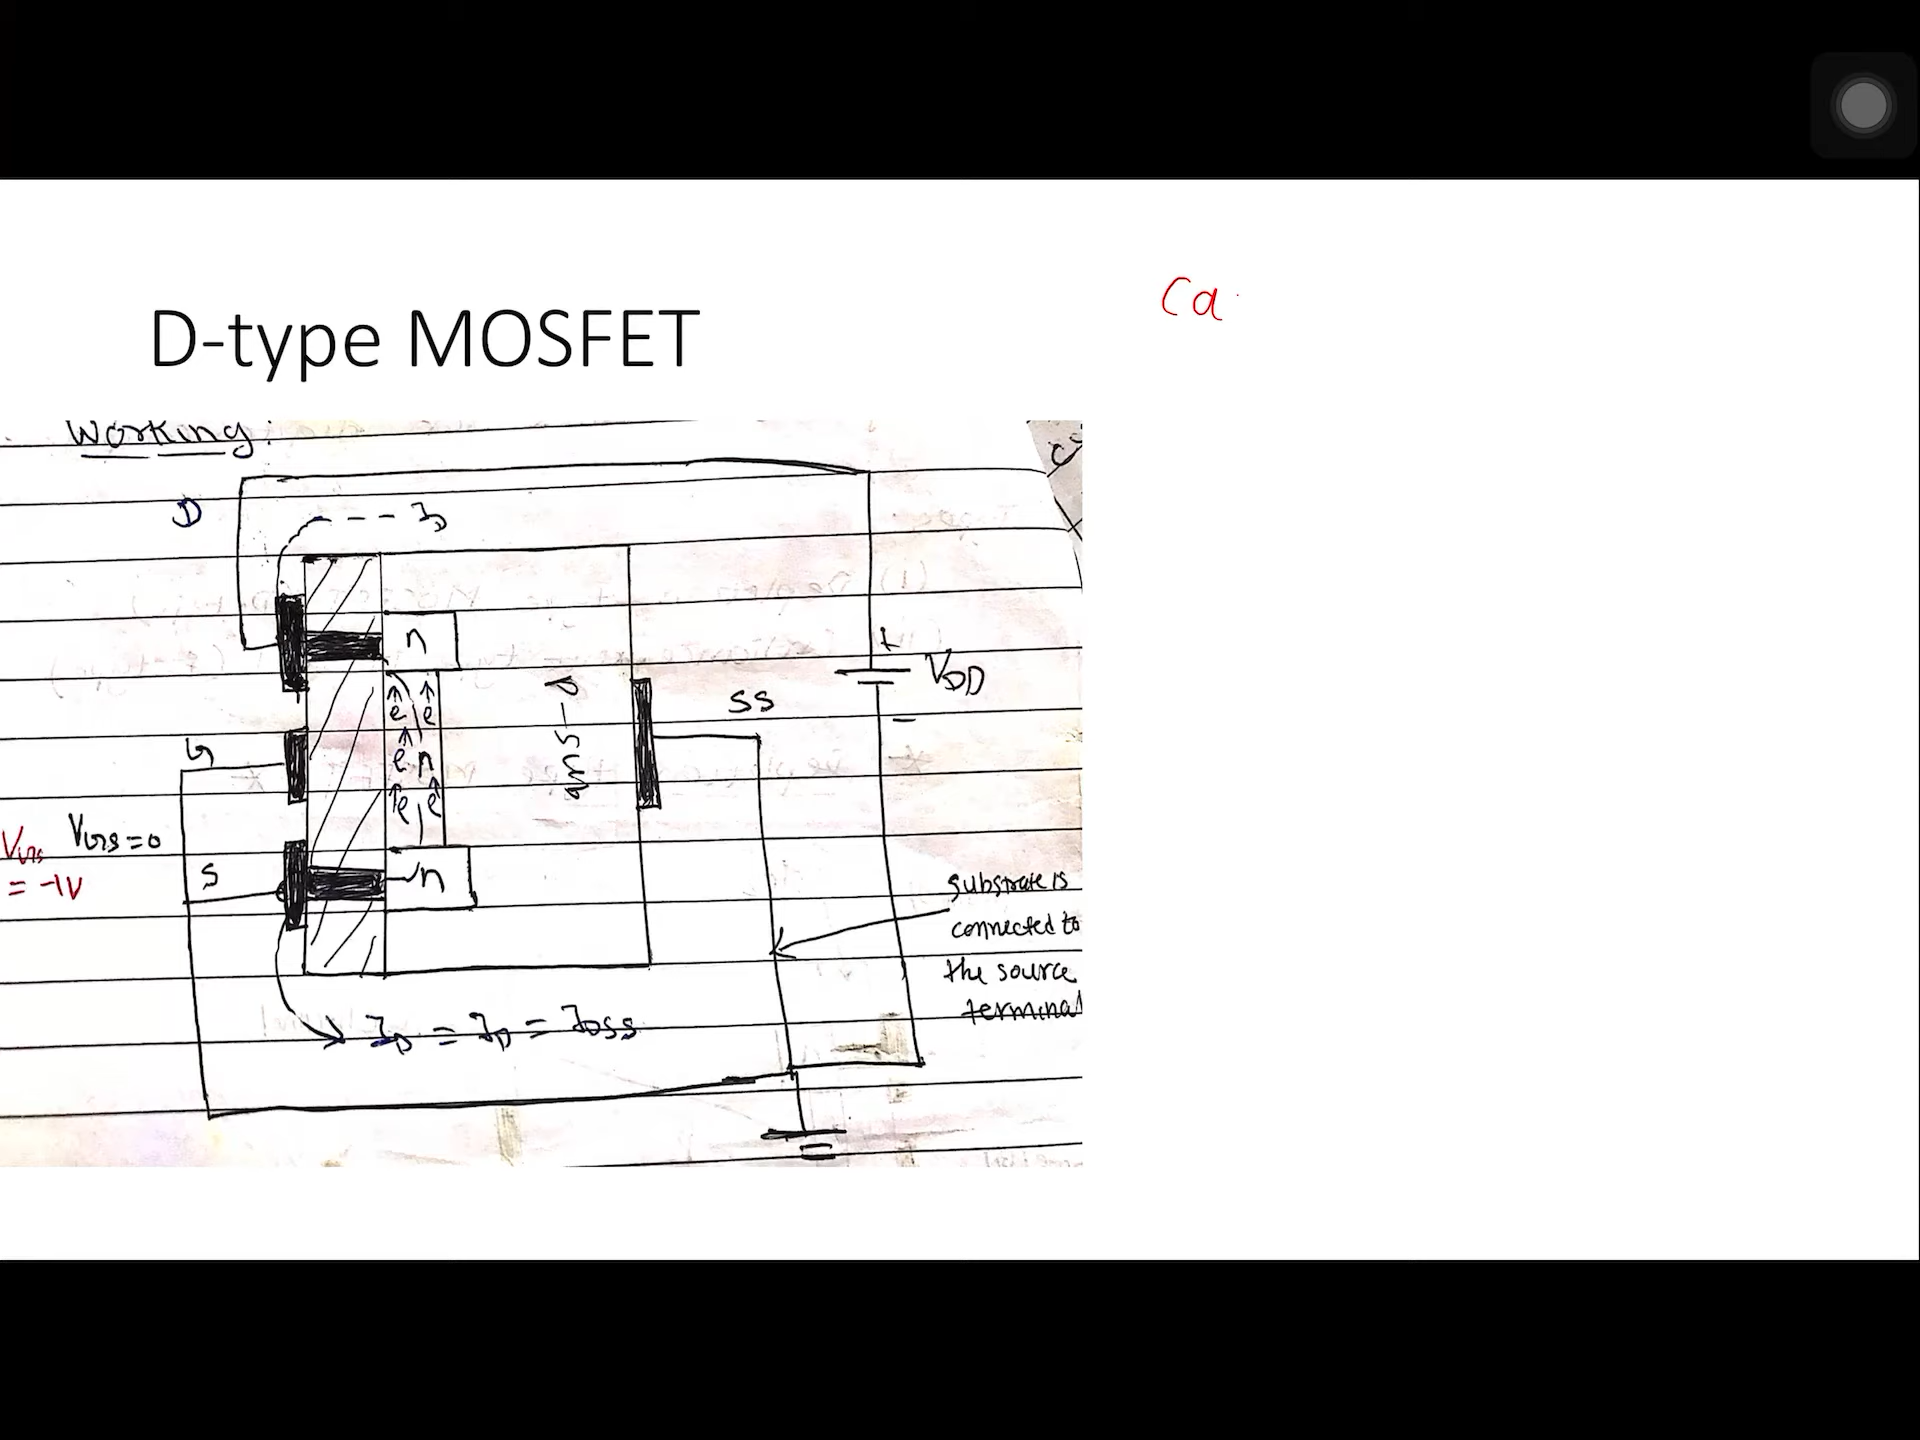 Ca
D-type MOSFET
Working:
D
ID
n
+
VDD
p-sub
SS
-
e e
G
e n
e e
VGS VGS=0
= -1V
S
n
substrate is
connected to
the source
terminal
ID = ID = IDSS